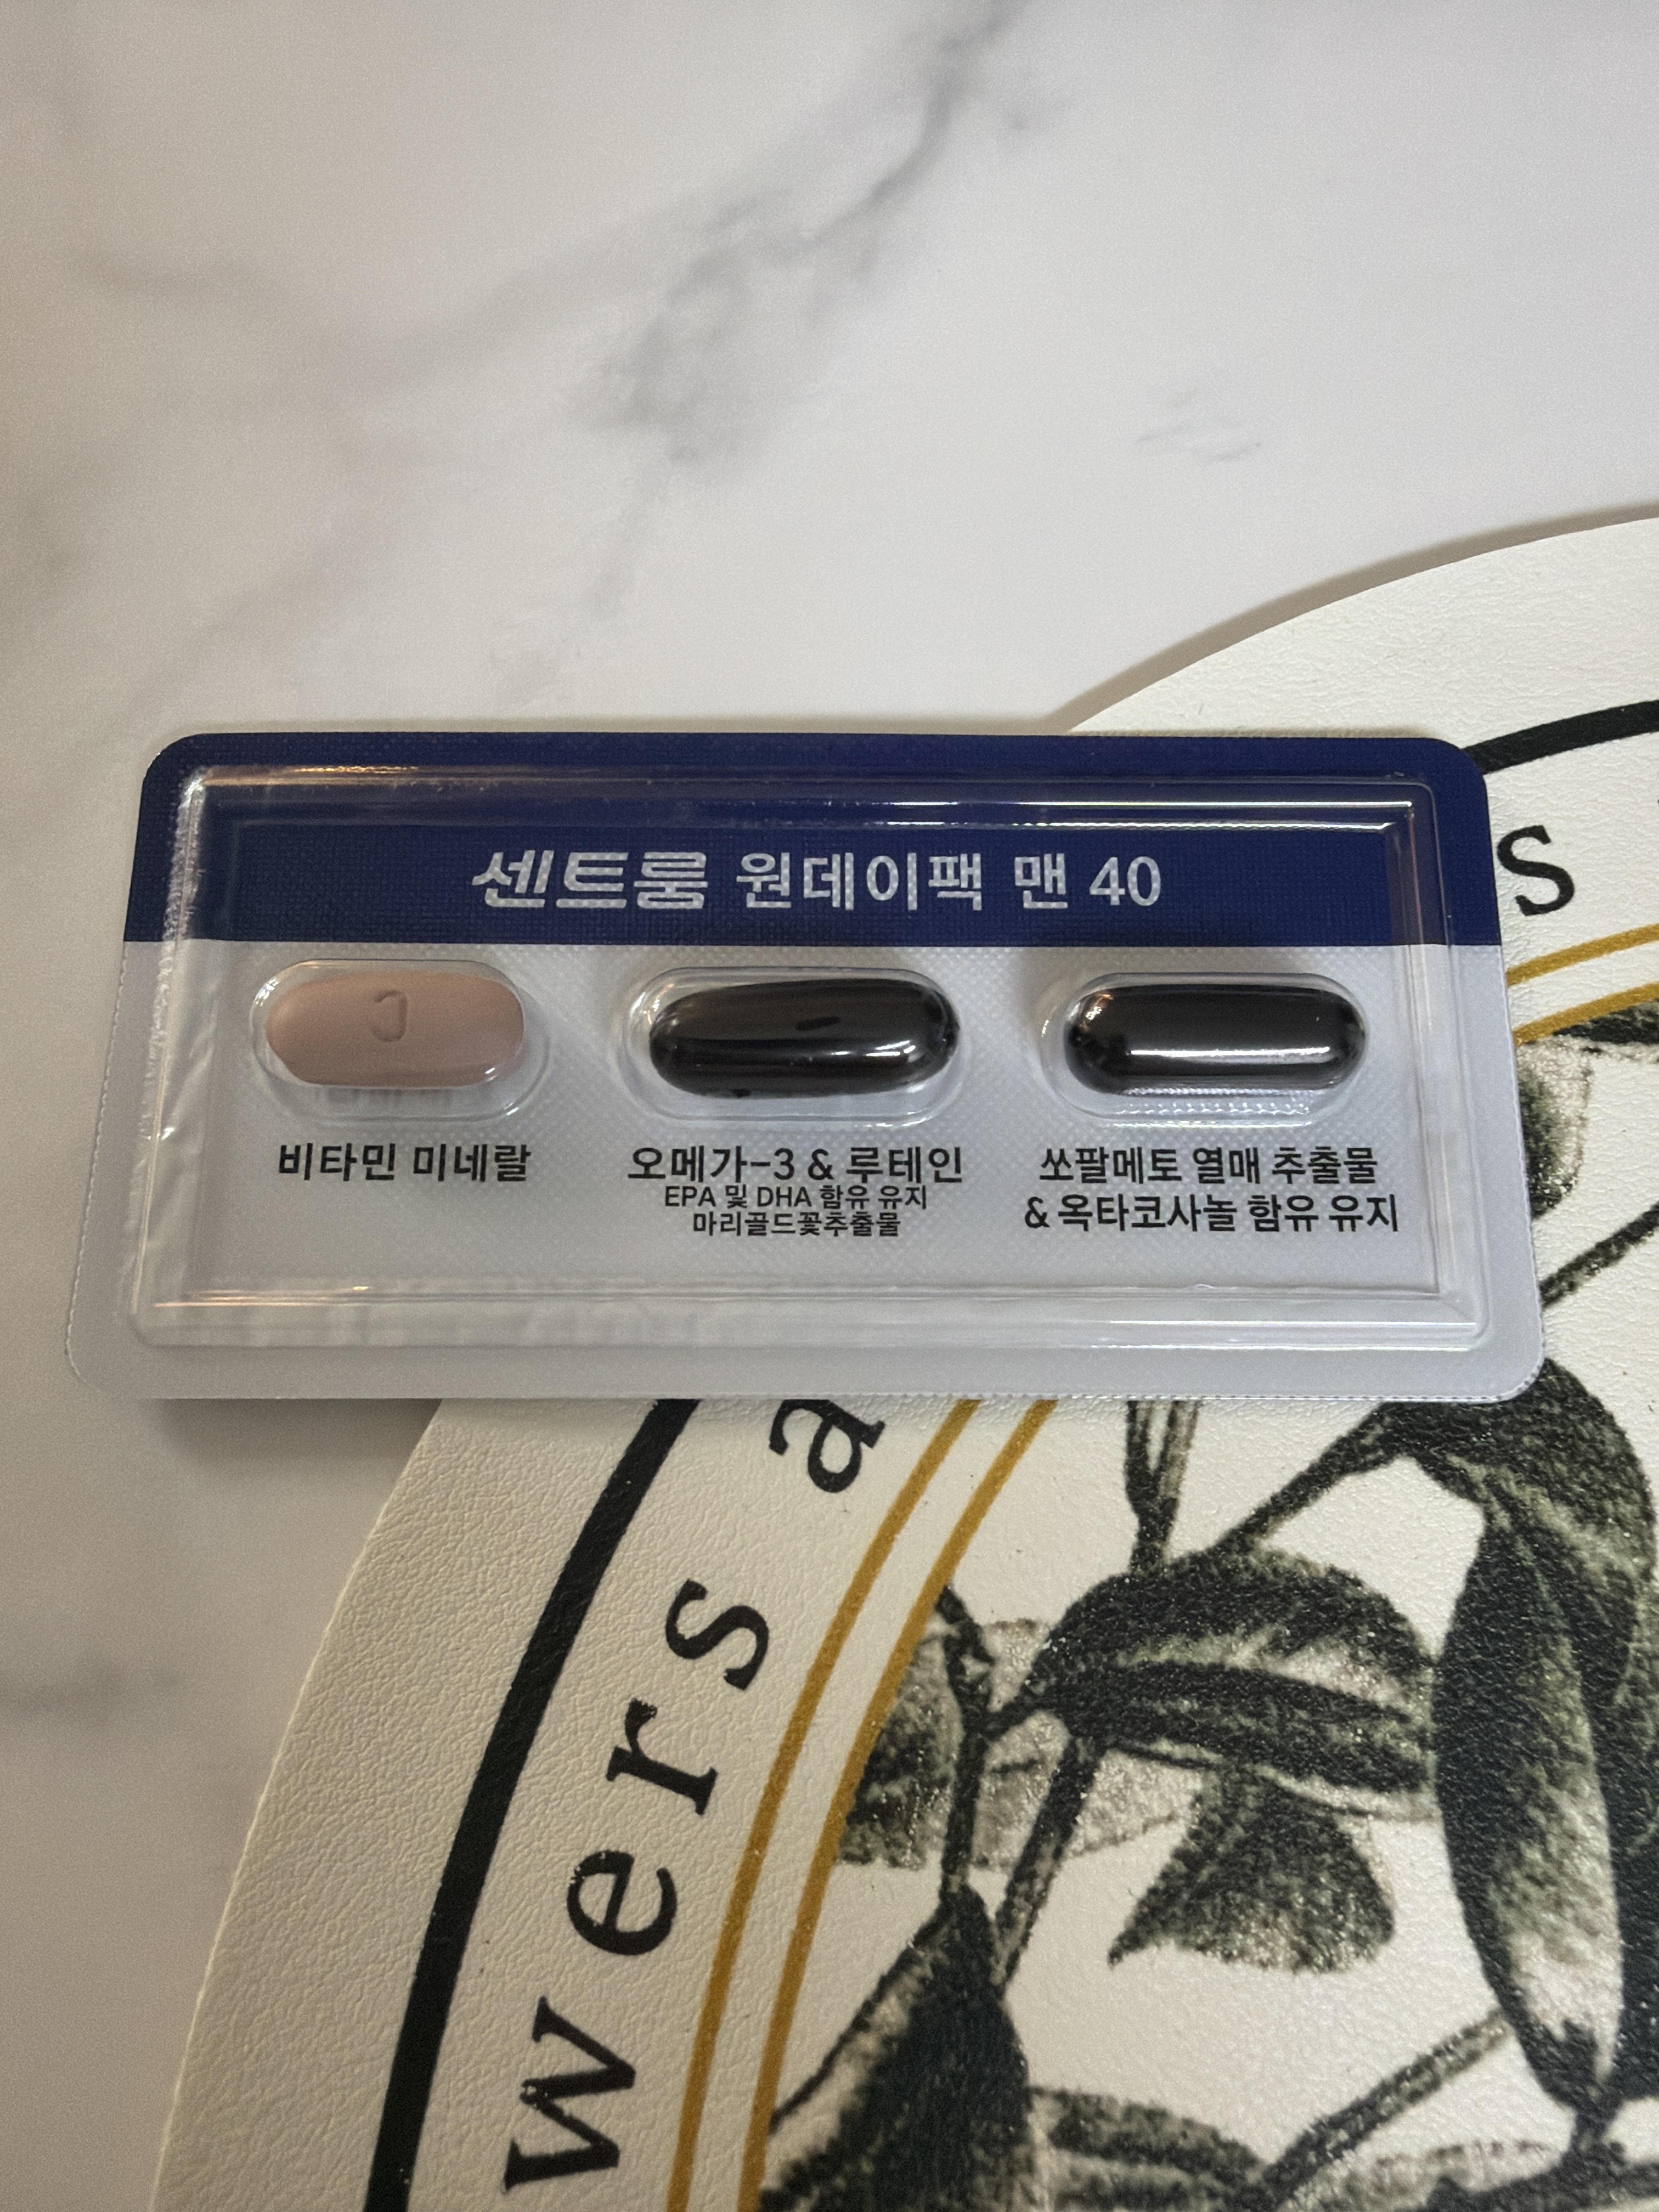 센트룸 원데이팩 맨 40
비타민 미네랄
오메가-3 & 루테인
EPA 및 DHA 함유 유지
마리골드꽃추출물
쏘팔메토 열매 추출물
& 옥타코사놀 함유 유지
s
wers a